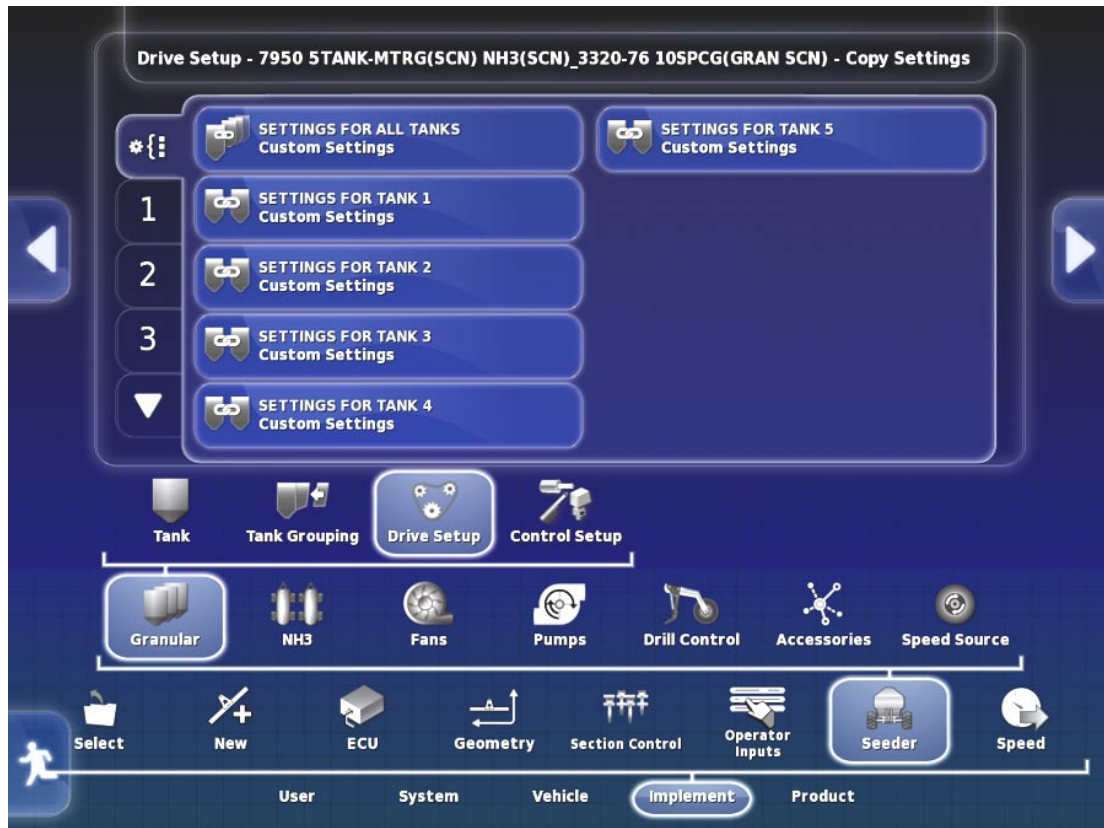 Drive Setup - 7950 5TANK-MTRG(SCN) NH3(SCN)_3320-76 10SPCG(GRAN SCN) - Copy Settings
SETTINGS FOR ALL TANKS
Custom Settings
SETTINGS FOR TANK 5
Custom Settings
1
SETTINGS FOR TANK 1
Custom Settings
2
SETTINGS FOR TANK 2
Custom Settings
3
SETTINGS FOR TANK 3
Custom Settings
SETTINGS FOR TANK 4
Custom Settings
Tank
Tank Grouping
Drive Setup
Control Setup
Granular
NH3
Fans
Pumps
Drill Control
Accessories
Speed Source
Select
New
ECU
Geometry
Section Control
Operator
Inputs
Seeder
Speed
User
System
Vehicle
Implement
Product